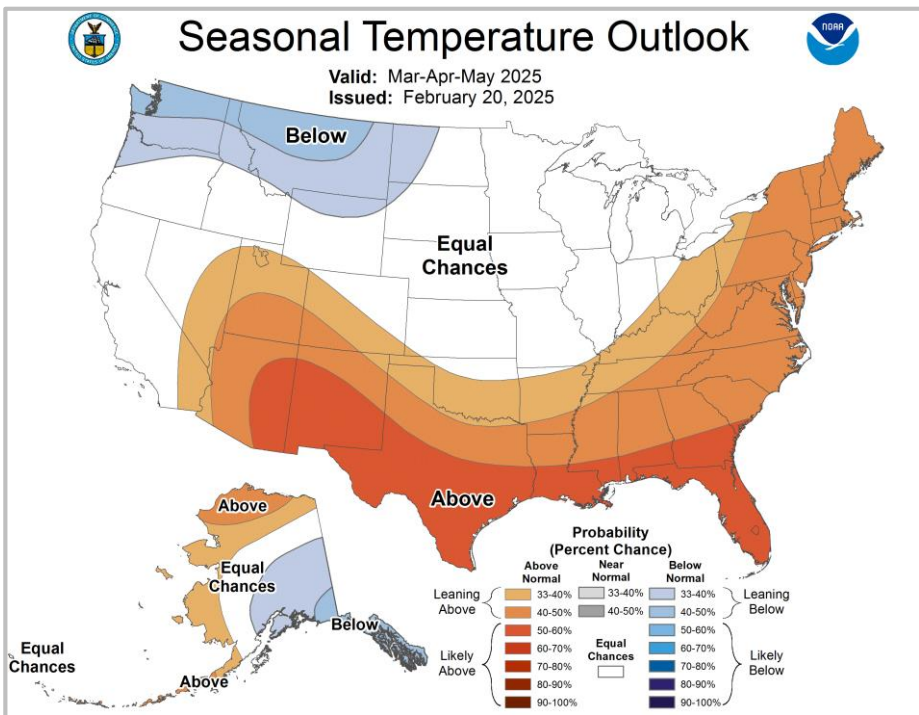 Seasonal Temperature Outlook
NOAA
Valid: Mar-Apr-May 2025
Issued: February 20, 2025
Below
Equal
Chances
Above
Above
Equal
Chances
Below
Equal
Chances
Above
Probability
(Percent Chance)
Above
Normal
Near
Normal
Below
Normal
Leaning
Above
33-40%
40-50%
33-40%
40-50%
33-40%
40-50%
Leaning
Below
Likely
Above
50-60%
60-70%
70-80%
80-90%
90-100%
Equal
Chances
50-60%
60-70%
70-80%
80-90%
90-100%
Likely
Below